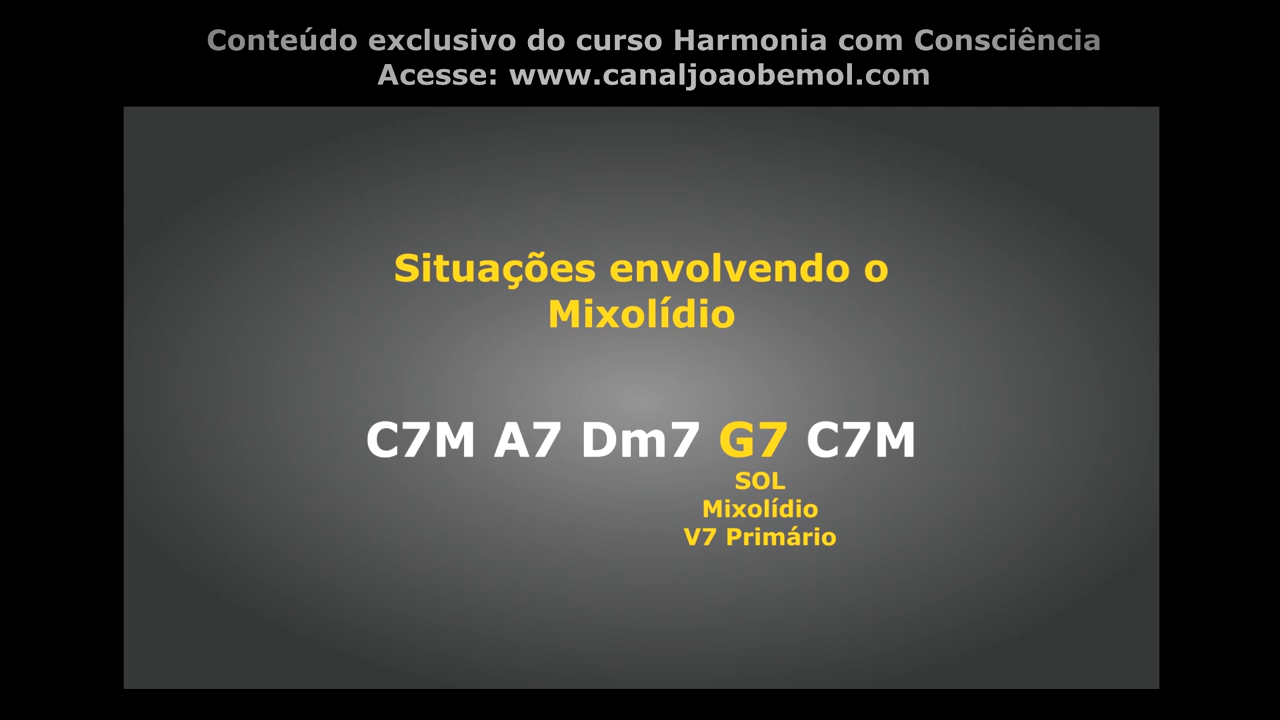 Conteúdo exclusivo do curso Harmonia com Consciência
Acesse: www.canaljoaobemol.com
Situações envolvendo o
Mixolídio
C7M A7 Dm7 G7 C7M
SOL
Mixolídio
V7 Primário